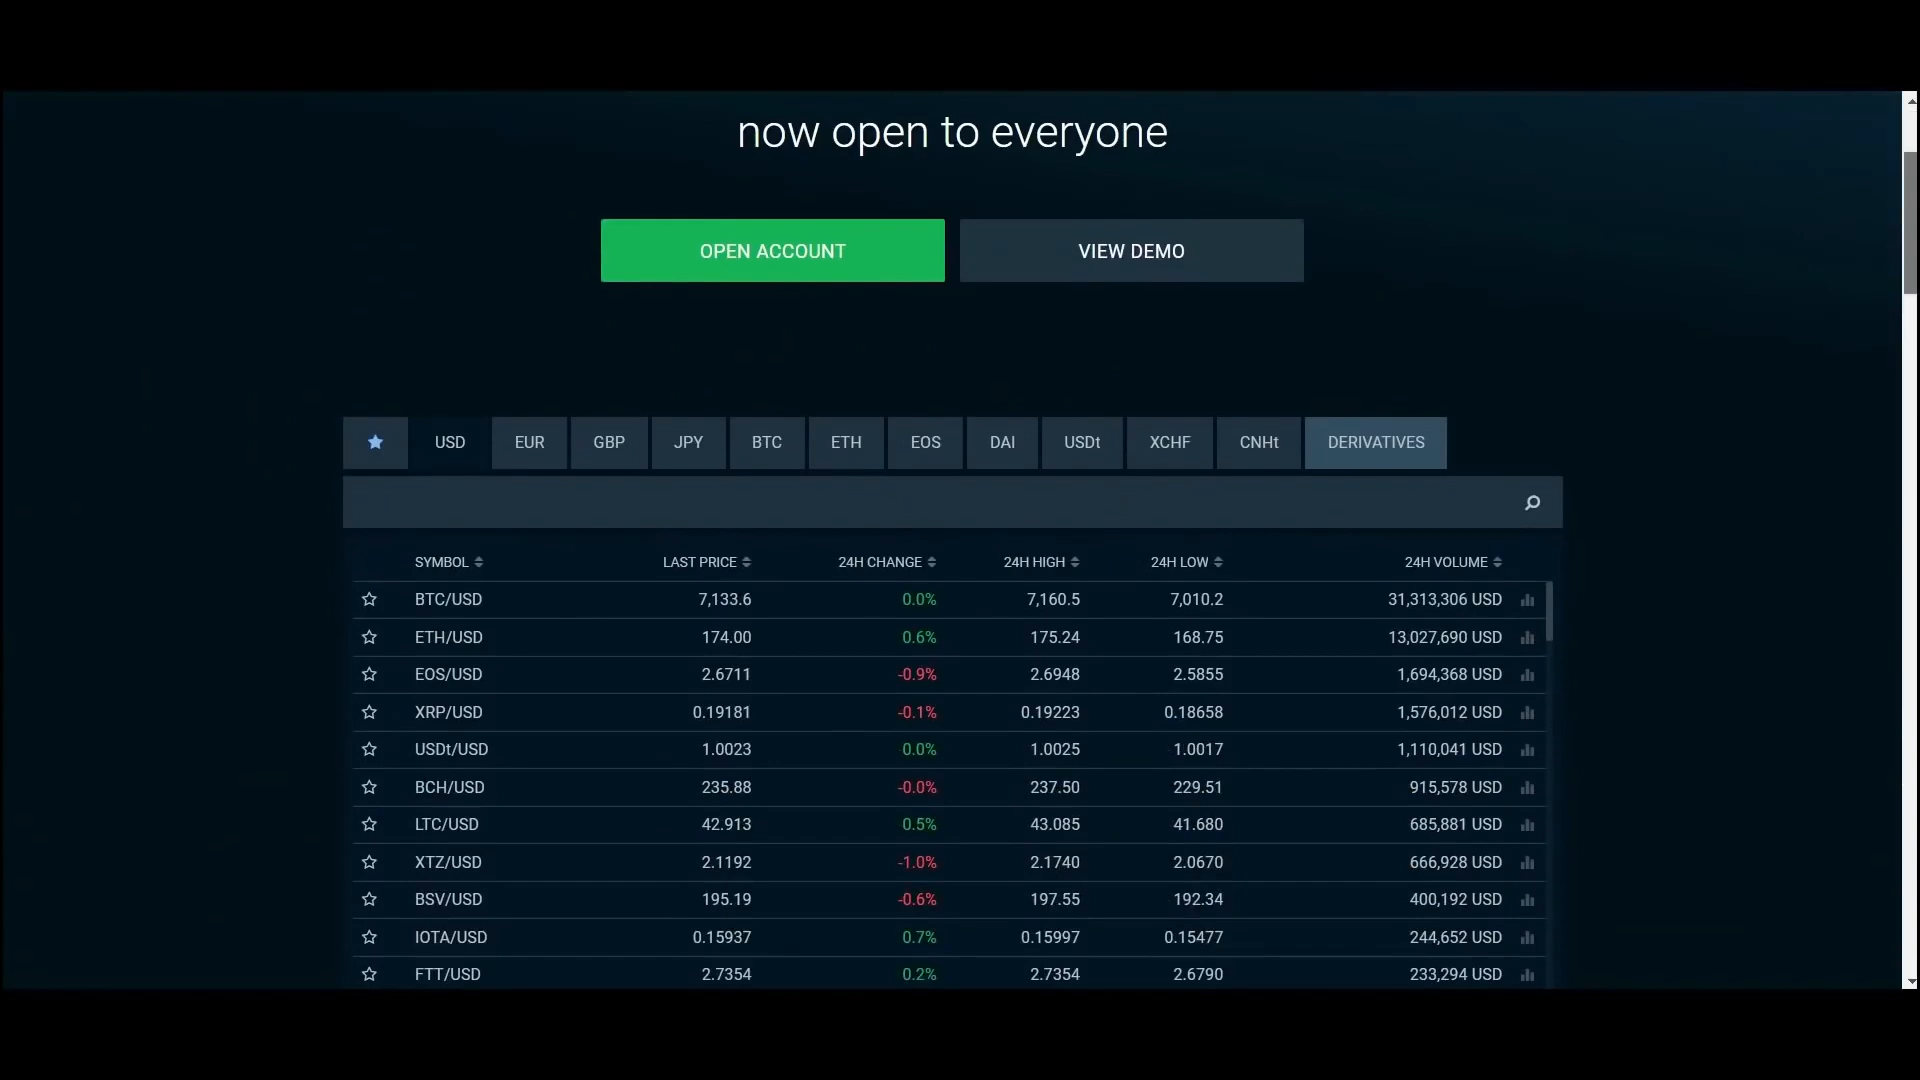 now open to everyone
OPEN ACCOUNT VIEW DEMO
USD EUR GBP JPY BTC ETH EOS DAI USDt XCHF CNHt DERIVATIVES
SYMBOL LAST PRICE 24H CHANGE 24H HIGH 24H LOW 24H VOLUME
BTC/USD 7,133.6 0.0% 7,160.5 7,010.2 31,313,306 USD
ETH/USD 174.00 0.6% 175.24 168.75 13,027,690 USD
EOS/USD 2.6711 -0.9% 2.6948 2.5855 1,694,368 USD
XRP/USD 0.19181 -0.1% 0.19223 0.18658 1,576,012 USD
USDt/USD 1.0023 0.0% 1.0025 1.0017 1,110,041 USD
BCH/USD 235.88 -0.0% 237.50 229.51 915,578 USD
LTC/USD 42.913 0.5% 43.085 41.680 685,881 USD
XTZ/USD 2.1192 -1.0% 2.1740 2.0670 666,928 USD
BSV/USD 195.19 -0.6% 197.55 192.34 400,192 USD
IOTA/USD 0.15937 0.7% 0.15997 0.15477 244,652 USD
FTT/USD 2.7354 0.2% 2.7354 2.6790 233,294 USD